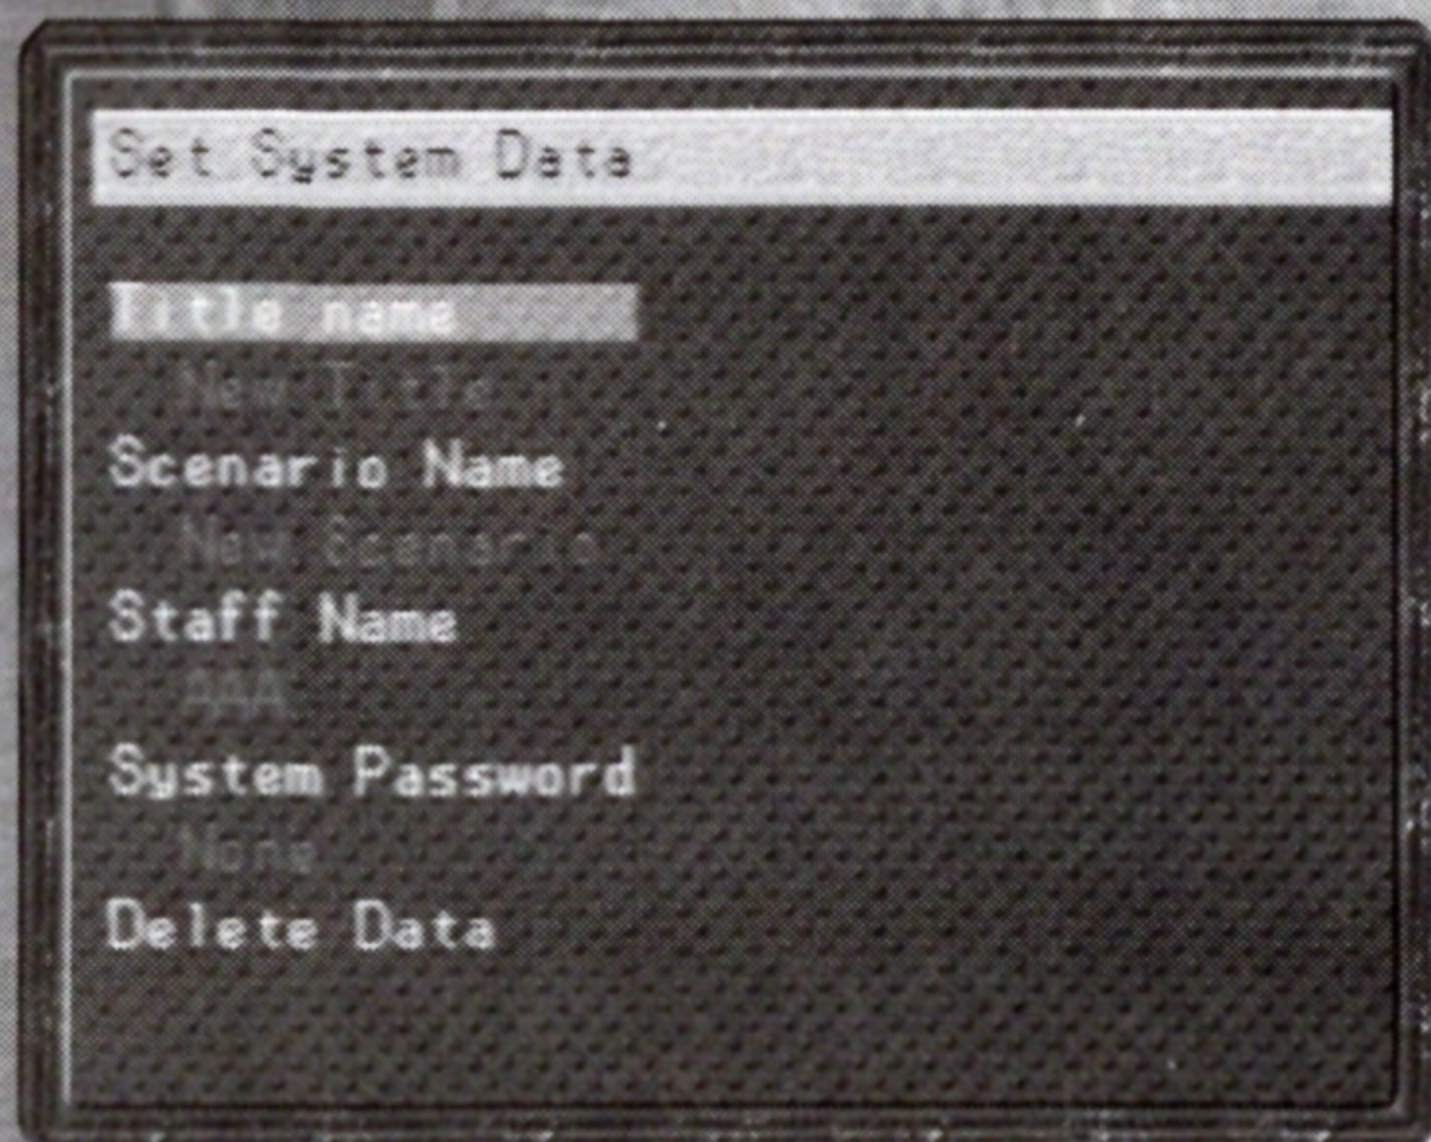 Set System Data
Title name
New Title
Scenario Name
New Scenario
Staff Name
AAA
System Password
None
Delete Data